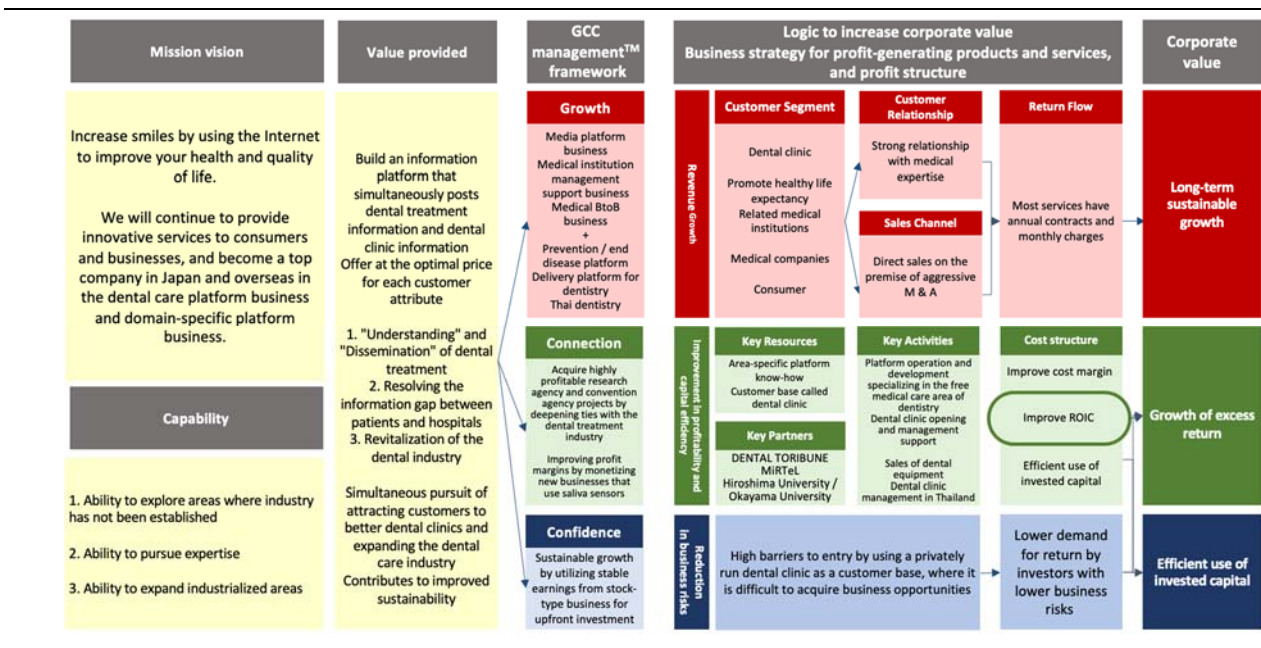 Mission vision
Increase smiles by using the Internet
to improve your health and quality
of life.
We will continue to provide
innovative services to consumers
and businesses, and become a top
company in Japan and overseas in
the dental care platform business
and domain-specific platform
business.
Capability
1. Ability to explore areas where industry
has not been established
2. Ability to pursue expertise
3. Ability to expand industrialized areas
Value provided
Build an information
platform that
simultaneously posts
dental treatment
information and dental
clinic information
Offer at the optimal price
for each customer
attribute
1. "Understanding" and
"Dissemination" of dental
treatment
2. Resolving the
information gap between
patients and hospitals
3. Revitalization of the
dental industry
Simultaneous pursuit of
attracting customers to
better dental clinics and
expanding the dental
care industry
Contributes to improved
sustainability
GCC
management™
framework
Growth
Media platform
business
Medical institution
management
support business
Medical BtoB
business
+
Prevention / end
disease platform
Delivery platform for
dentistry
Thai dentistry
Connection
Acquire highly
profitable research
agency and convention
agency projects by
deepening ties with the
dental treatment
industry
Improving profit
margins by monetizing
new businesses that
use saliva sensors
Confidence
Sustainable growth
by utilizing stable
earnings from stock-
type business for
upfront investment
Logic to increase corporate value
Business strategy for profit-generating products and services,
and profit structure
Revenue Growth
Customer Segment
Dental clinic
Promote healthy life
expectancy
Related medical
institutions
Medical companies
Consumer
Customer
Relationship
Strong relationship
with medical
expertise
Sales Channel
Direct sales on the
premise of aggressive
M & A
Return Flow
Most services have
annual contracts and
monthly charges
Improvement in profitability and
capital efficiency
Key Resources
Area-specific platform
know-how
Customer base called
dental clinic
Key Partners
DENTAL TORIBUNE
MiRTeL
Hiroshima University /
Okayama University
Key Activities
Platform operation and
development
specializing in the free
medical care area of
dentistry
Dental clinic opening
and management
support
Sales of dental
equipment
Dental clinic
management in Thailand
Cost structure
Improve cost margin
Improve ROIC
Efficient use of
invested capital
Reduction
in business risks
High barriers to entry by using a privately
run dental clinic as a customer base, where it
is difficult to acquire business opportunities
Lower demand
for return by
investors with
lower business
risks
Corporate
value
Long-term
sustainable
growth
Growth of excess
return
Efficient use of
invested capital